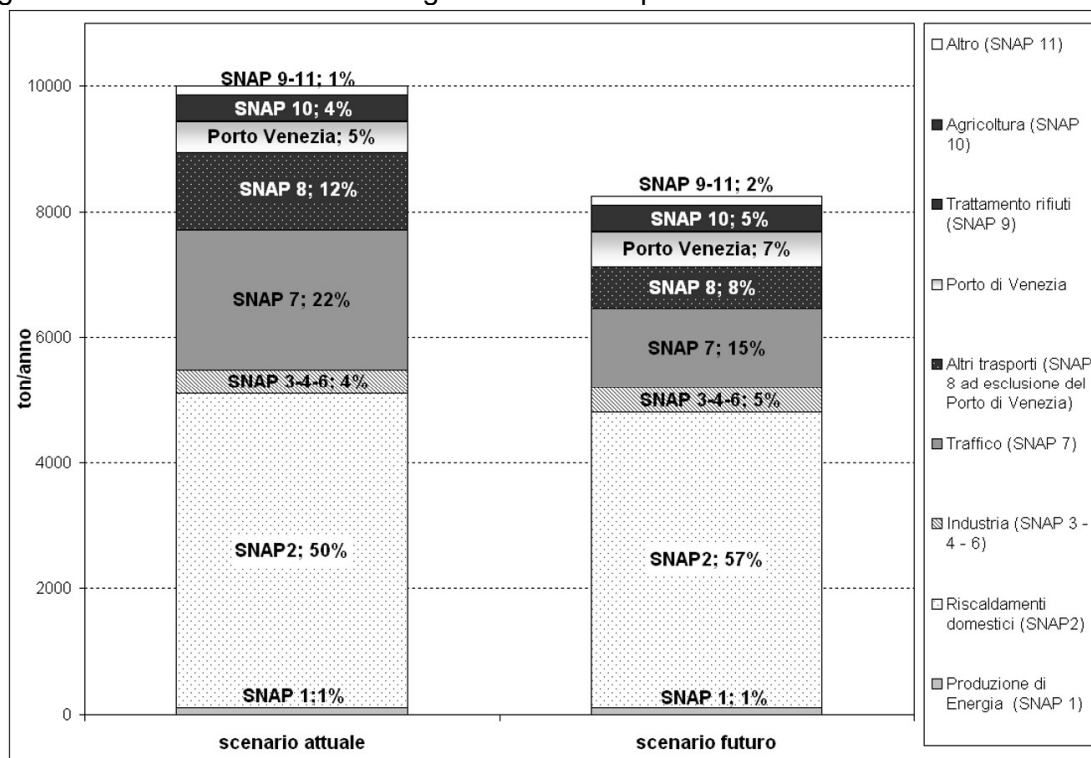 10000
8000
6000
4000
2000
0
ton/anno
SNAP 9-11; 1%
SNAP 10; 4%
Porto Venezia; 5%
SNAP 8; 12%
SNAP 7; 22%
SNAP 3-4-6; 4%
SNAP2; 50%
SNAP 1;1%
scenario attuale
SNAP 9-11; 2%
SNAP 10; 5%
Porto Venezia; 7%
SNAP 8; 8%
SNAP 7; 15%
SNAP 3-4-6; 5%
SNAP2; 57%
SNAP 1; 1%
scenario futuro
Altro (SNAP 11)
Agricoltura (SNAP
10)
Trattamento rifiuti
(SNAP 9)
Porto di Venezia
Altri trasporti (SNAP
8 ad esclusione del
Porto di Venezia)
Traffico (SNAP 7)
Industria (SNAP 3 -
4 - 6)
Riscaldamenti
domestici (SNAP2)
Produzione di
Energia (SNAP 1)